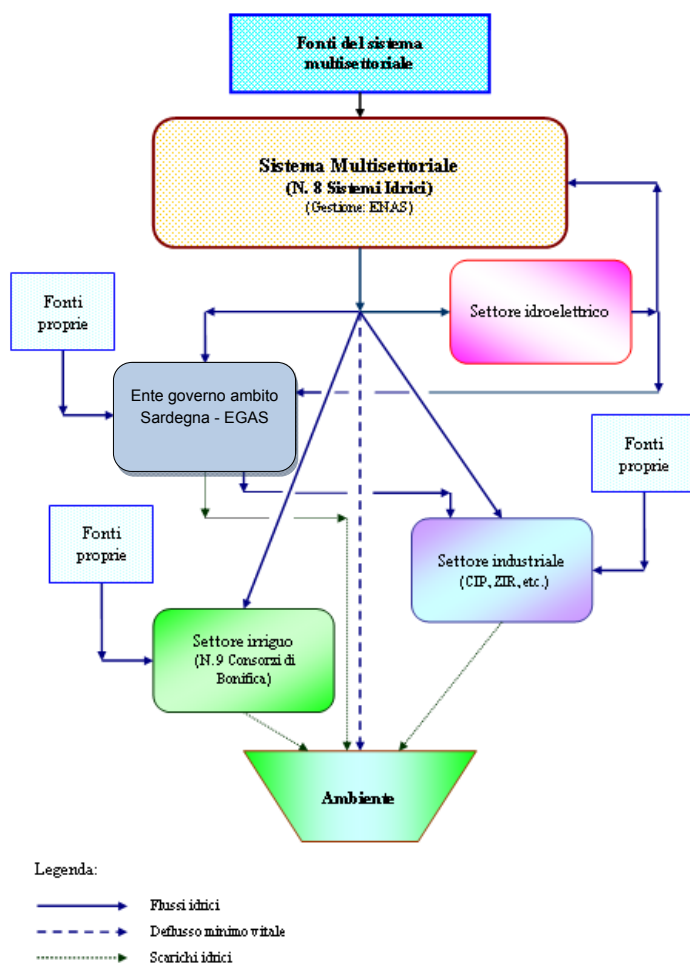 Fonti del sistema
multisettoriale
Sistema Multisettoriale
(N. 8 Sistemi Idrici)
(Gestione: ENAS)
Fonti
proprie
Settore idroelettrico
Ente governo ambito
Sardegna - EGAS
Fonti
proprie
Fonti
proprie
Settore industriale
(CIP, ZIR, etc.)
Settore irriguo
(N.9 Consorzi di
Bonifica)
Ambiente
Legenda:
Flussi idrici
Deflusso minimo vitale
Scarichi idrici